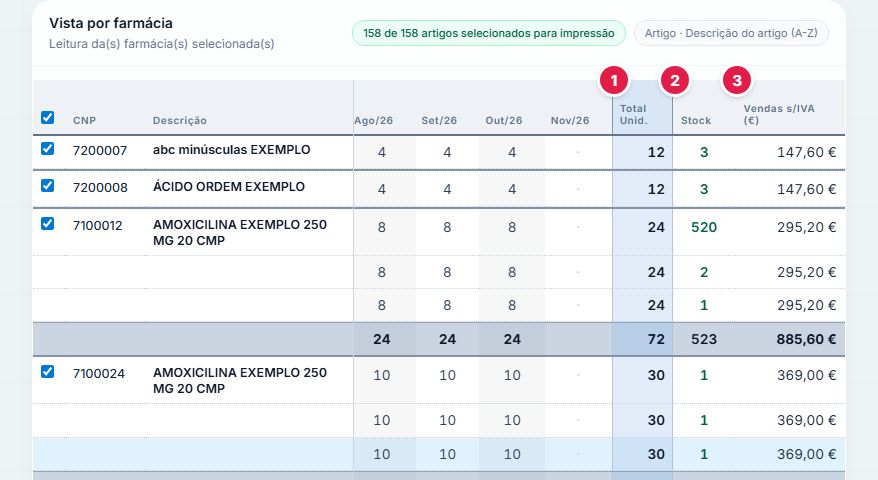 Vista por farmácia
Leitura da(s) farmácia(s) selecionada(s)
158 de 158 artigos selecionados para impressão
Artigo · Descrição do artigo (A-Z)
1 2 3
CNP Descrição Ago/26 Set/26 Out/26 Nov/26 Total Unid. Stock Vendas s/IVA (€)
7200007 abc minúsculas EXEMPLO 4 4 4 · 12 3 147,60 €
7200008 ÁCIDO ORDEM EXEMPLO 4 4 4 · 12 3 147,60 €
7100012 AMOXICILINA EXEMPLO 250 8 8 8 · 24 520 295,20 €
MG 20 CMP
8 8 8 · 24 2 295,20 €
8 8 8 · 24 1 295,20 €
24 24 24 72 523 885,60 €
7100024 AMOXICILINA EXEMPLO 250 10 10 10 · 30 1 369,00 €
MG 20 CMP
10 10 10 · 30 1 369,00 €
10 10 10 · 30 1 369,00 €